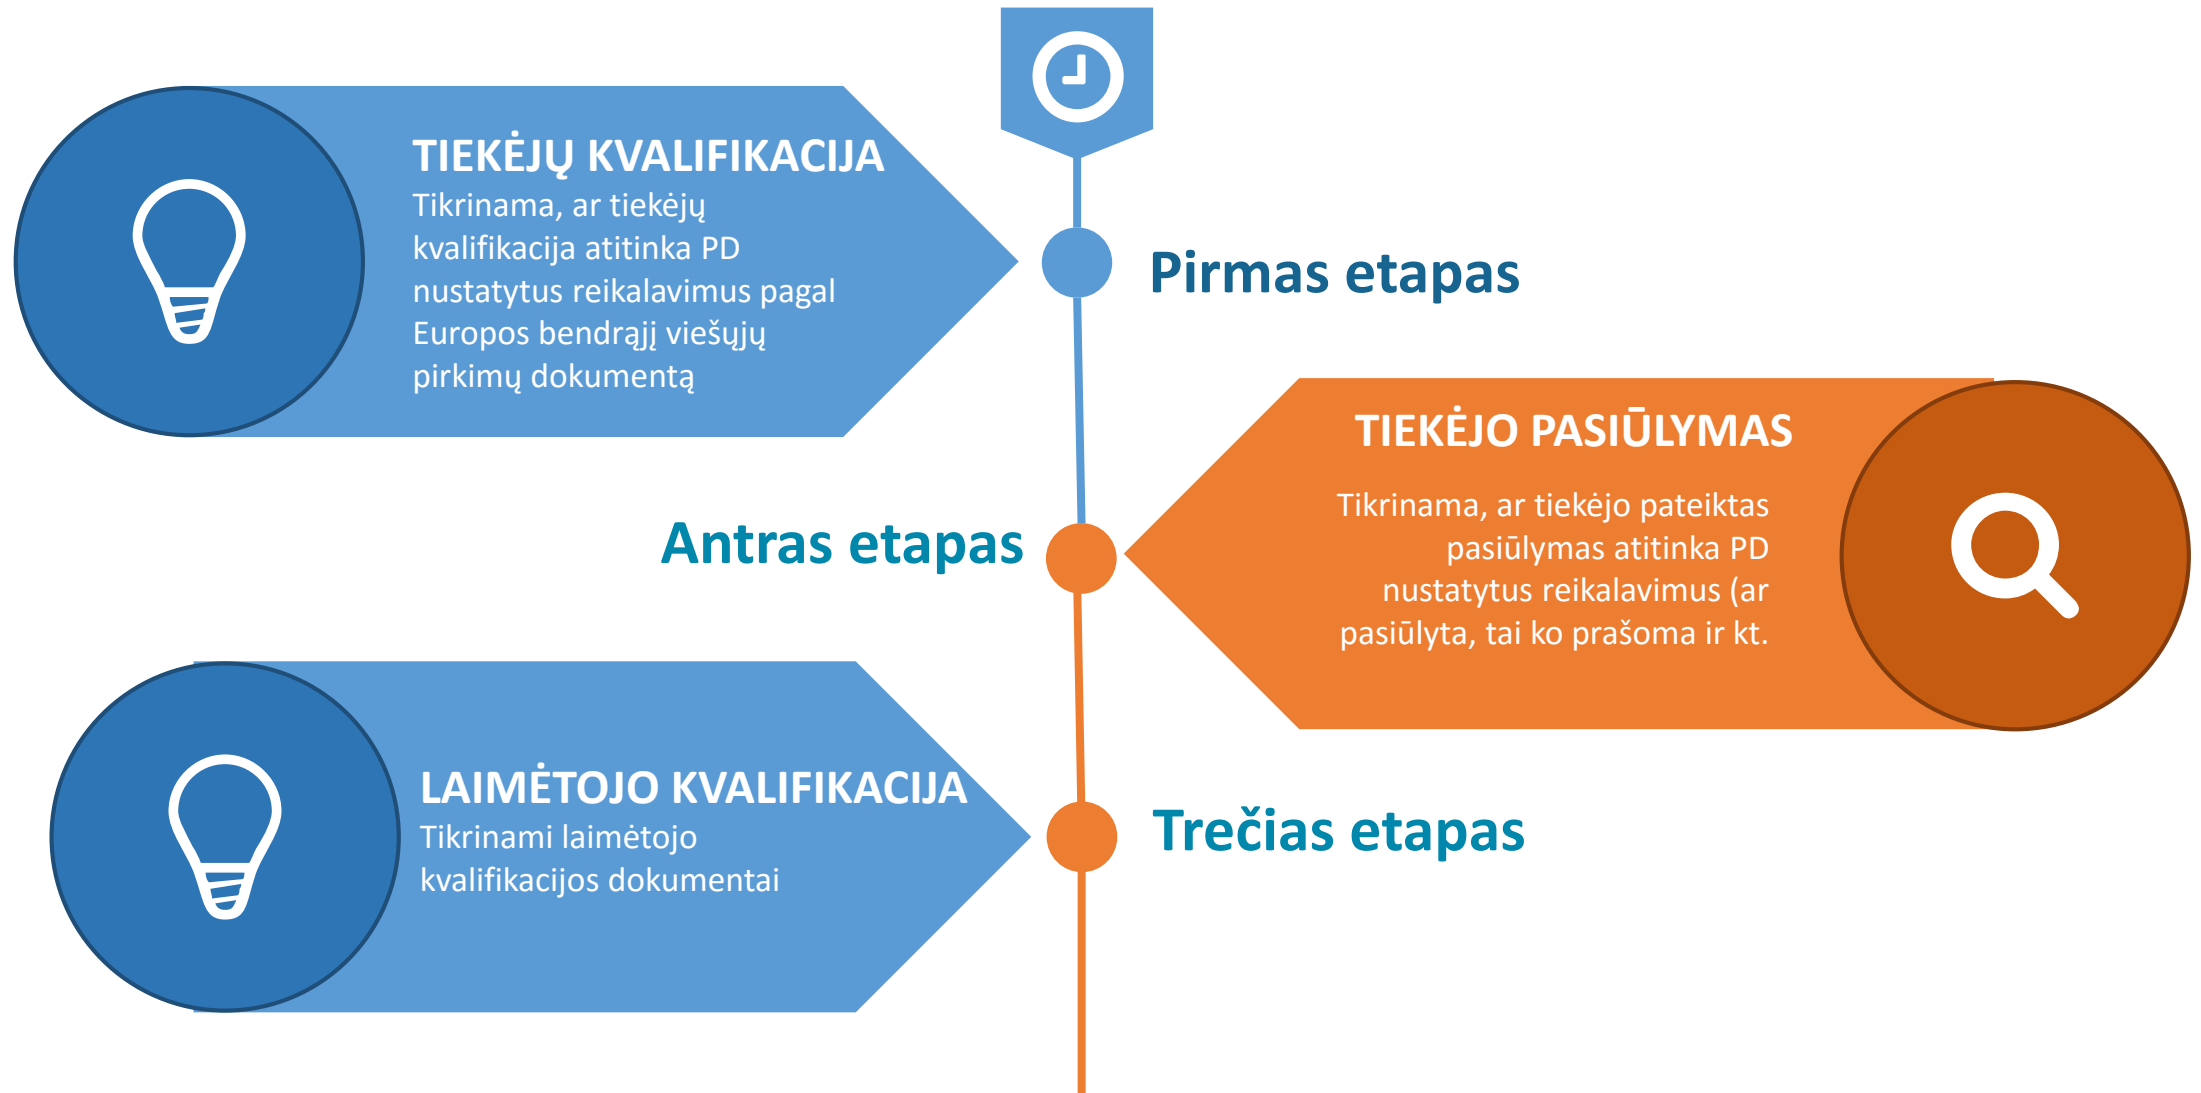 TIEKĖJŲ KVALIFIKACIJA
Tikrinama, ar tiekėjų
kvalifikacija atitinka PD
nustatytus reikalavimus pagal
Europos bendrąjį viešųjų
pirkimų dokumentą
Pirmas etapas
TIEKĖJO PASIŪLYMAS
Tikrinama, ar tiekėjo pateiktas
pasiūlymas atitinka PD
nustatytus reikalavimus (ar
pasiūlyta, tai ko prašoma ir kt.
Antras etapas
LAIMĖTOJO KVALIFIKACIJA
Tikrinami laimėtojo
kvalifikacijos dokumentai
Trečias etapas